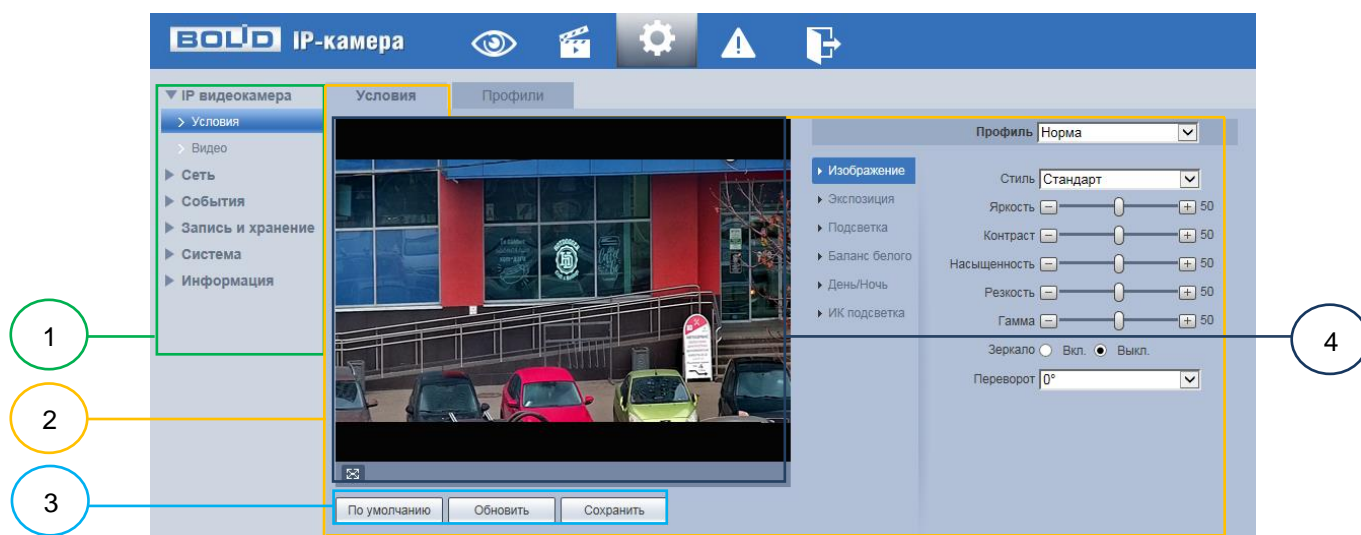 BOLID IP-камера
IP видеокамера
Условия
Видео
Сеть
События
Запись и хранение
Система
Информация
Условия
Профили
Профиль Норма
Изображение
Экспозиция
Подсветка
Баланс белого
День/Ночь
ИК подсветка
Стиль Стандарт
Яркость 50
Контраст 50
Насыщенность 50
Резкость 50
Гамма 50
Зеркало Вкл. Выкл.
Переворот 0°
По умолчанию
Обновить
Сохранить
1
2
3
4